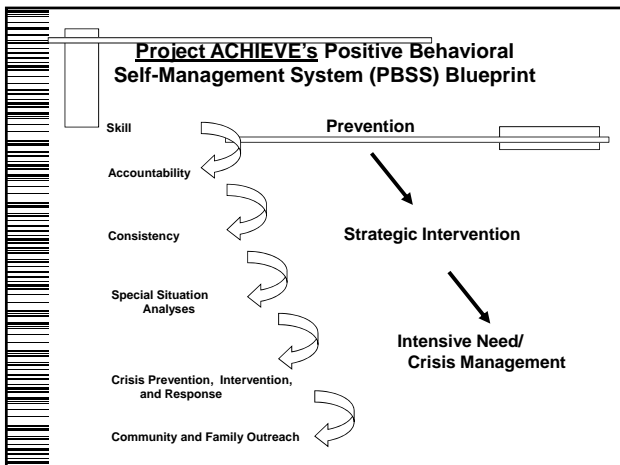 Project ACHIEVE's Positive Behavioral
Self-Management System (PBSS) Blueprint
Skill
Prevention
Accountability
Consistency
Strategic Intervention
Special Situation
Analyses
Intensive Need/
Crisis Management
Crisis Prevention, Intervention,
and Response
Community and Family Outreach